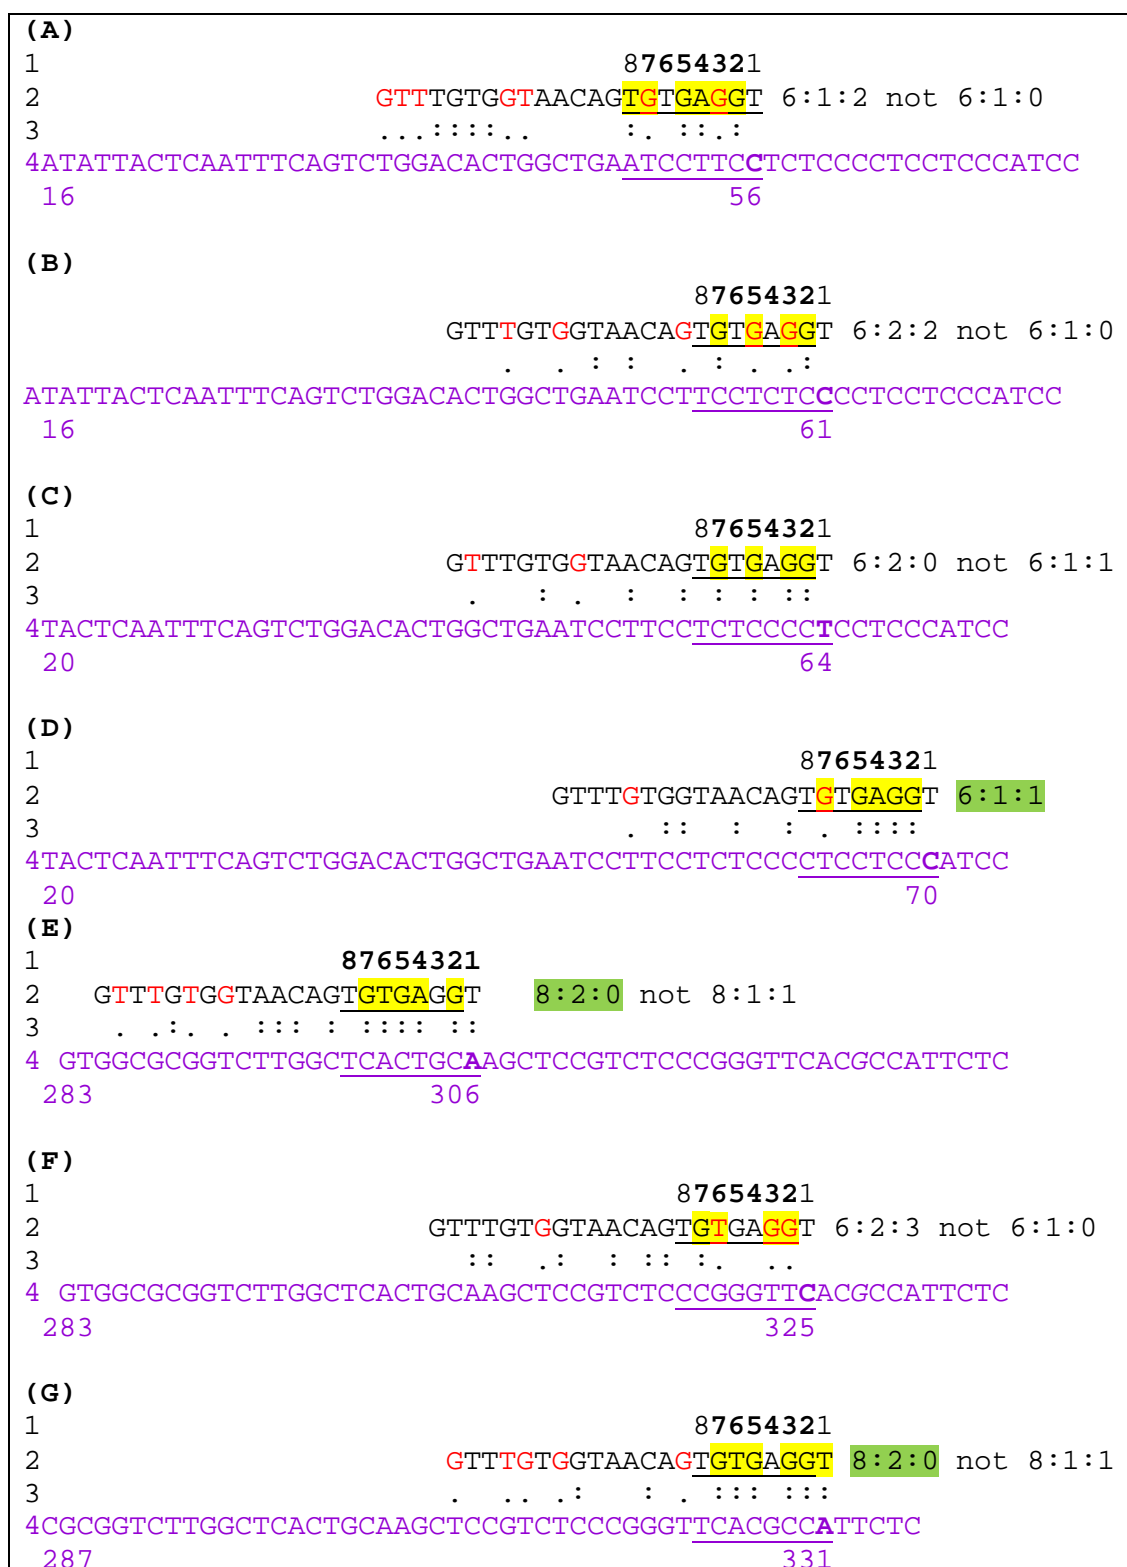 (A)
1 87654321
2 GTTTGTGGTAACAGTGTGAGGT 6:1:2 not 6:1:0
3 ...::::.. :. ::.:
4ATATTACTCAATTTCAGTCTGGACACTGGCTGAATCCTTCCTCTCCCCTCCTCCCATCC
16 56
(B)
87654321
GTTTGTGGTAACAGTGTGAGGT 6:2:2 not 6:1:0
. . : : . : . .:
ATATTACTCAATTTCAGTCTGGACACTGGCTGAATCCTTCCTCTCCCCTCCTCCCATCC
16 61
(C)
1 87654321
2 GTTTGTGGTAACAGTGTGAGGT 6:2:0 not 6:1:1
3 . : . : : : ::
4TACTCAATTTCAGTCTGGACACTGGCTGAATCCTTCCTCTCCCCTCCTCCCATCC
20 64
(D)
1 87654321
2 GTTTGTGGTAACAGTGTGAGGT 6:1:1
3 . :: : : . ::::
4TACTCAATTTCAGTCTGGACACTGGCTGAATCCTTCCTCTCCCCTCCTCCCATCC
20 70
(E)
1 87654321
2 GTTTGTGGTAACAGTGTGAGGT 8:2:0 not 8:1:1
3 . .:. . ::: : :::: ::
4 GTGGCGCGGTCTTGGCTCACTGCAAGCTCCGTCTCCCGGGTTCACGCCATTCTC
283 306
(F)
1 87654321
2 GTTTGTGGTAACAGTGTGAGGT 6:2:3 not 6:1:0
3 :: .: : :: :. ..
4 GTGGCGCGGTCTTGGCTCACTGCAAGCTCCGTCTCCCGGGTTCACGCCATTCTC
283 325
(G)
1 87654321
2 GTTTGTGGTAACAGTGTGAGGT 8:2:0 not 8:1:1
3 . .. .: : . ::: :::
4CGCGGTCTTGGCTCACTGCAAGCTCCGTCTCCCGGGTTCACGCCATTCTC
287 331